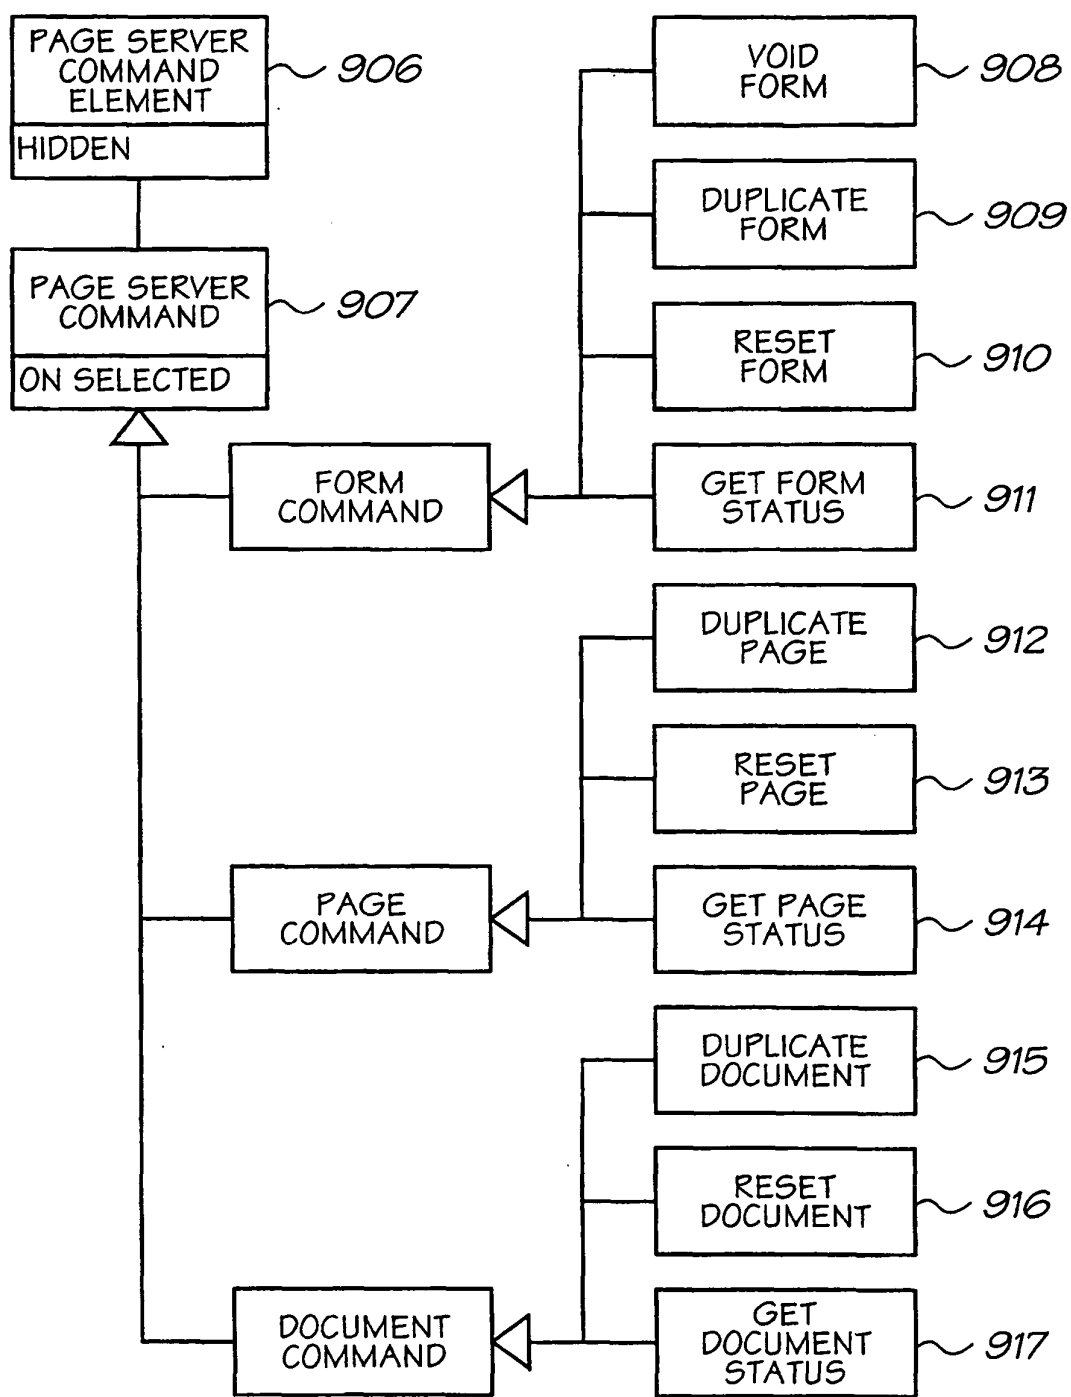 PAGE SERVER
COMMAND
ELEMENT
HIDDEN
906
PAGE SERVER
COMMAND
ON SELECTED
907
FORM
COMMAND
VOID
FORM
908
DUPLICATE
FORM
909
RESET
FORM
910
GET FORM
STATUS
911
PAGE
COMMAND
DUPLICATE
PAGE
912
RESET
PAGE
913
GET PAGE
STATUS
914
DOCUMENT
COMMAND
DUPLICATE
DOCUMENT
915
RESET
DOCUMENT
916
GET
DOCUMENT
STATUS
917